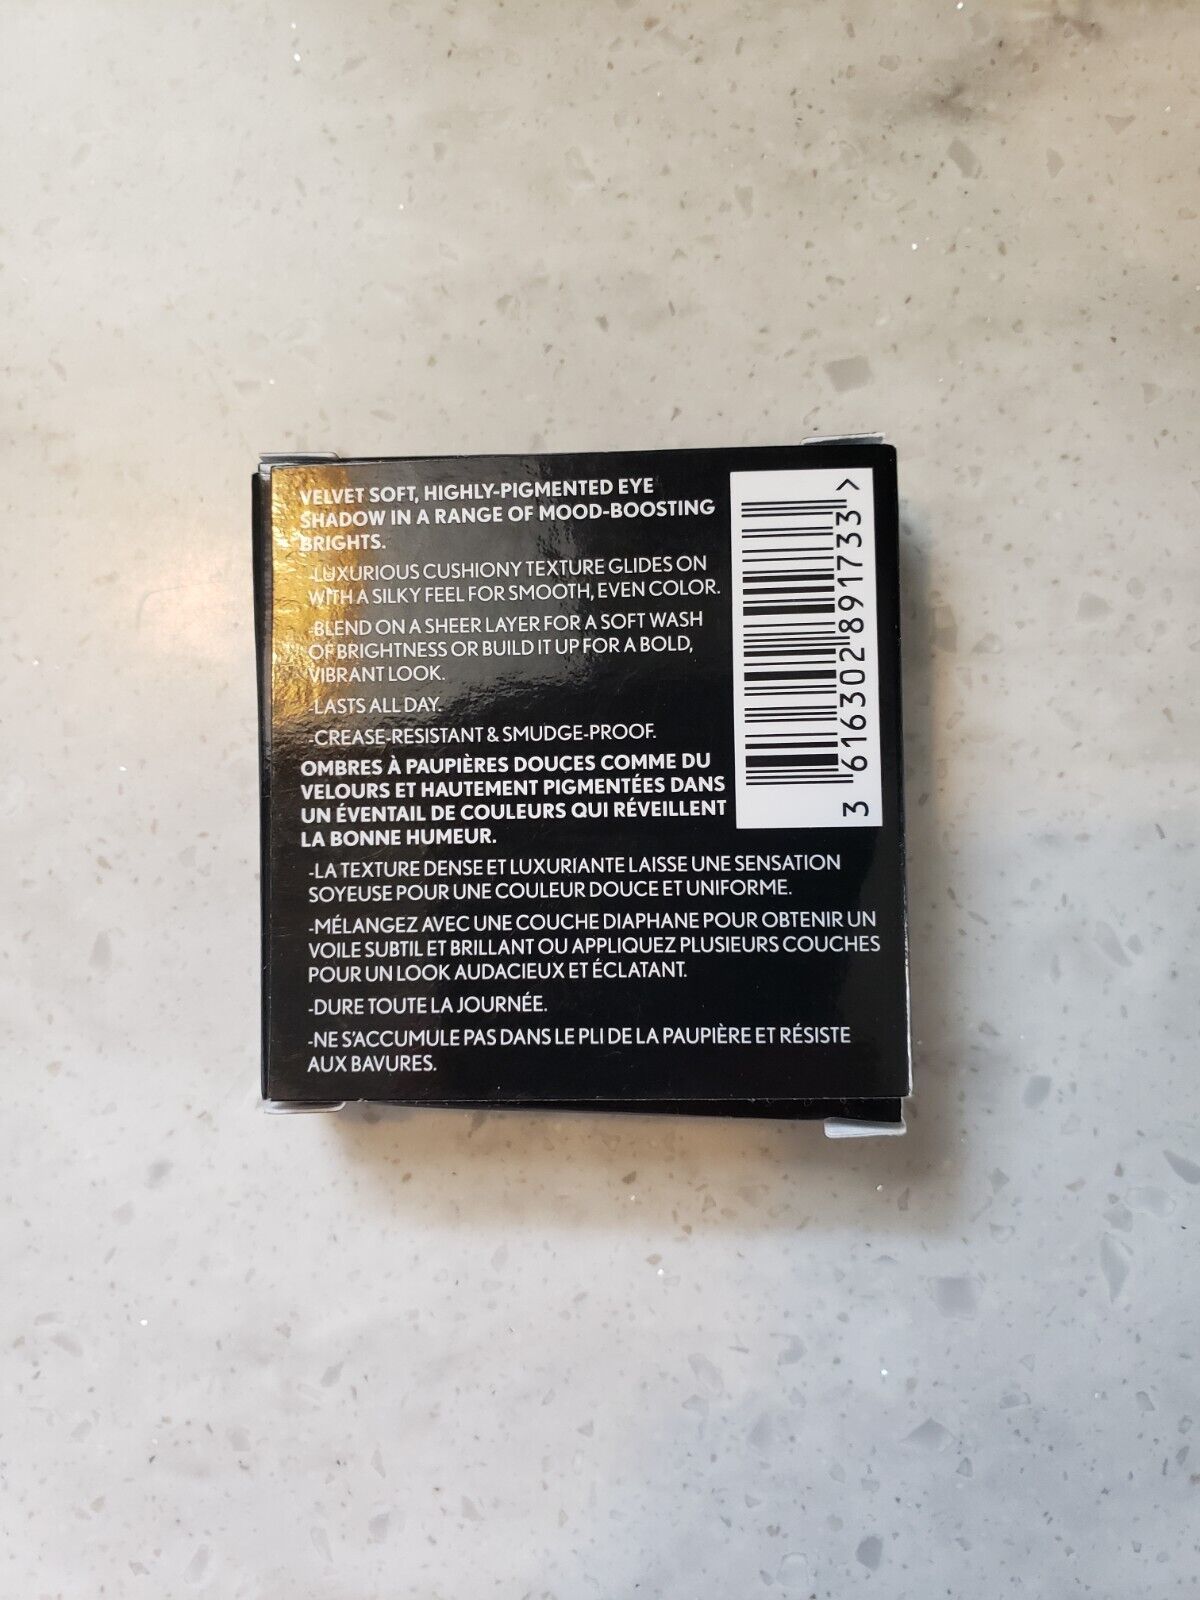 VELVET SOFT, HIGHLY-PIGMENTED EYE
SHADOW IN A RANGE OF MOOD-BOOSTING
BRIGHTS.
-LUXURIOUS CUSHIONY TEXTURE GLIDES ON
WITH A SILKY FEEL FOR SMOOTH, EVEN COLOR.
-BLEND ON A SHEER LAYER FOR A SOFT WASH
OF BRIGHTNESS OR BUILD IT UP FOR A BOLD,
VIBRANT LOOK.
-LASTS ALL DAY.
-CREASE-RESISTANT & SMUDGE-PROOF.
OMBRES À PAUPIÈRES DOUCES COMME DU
VELOURS ET HAUTEMENT PIGMENTÉES DANS
UN ÉVENTAIL DE COULEURS QUI RÉVEILLENT
LA BONNE HUMEUR.
-LA TEXTURE DENSE ET LUXURIANTE LAISSE UNE SENSATION
SOYEUSE POUR UNE COULEUR DOUCE ET UNIFORME.
-MÉLANGEZ AVEC UNE COUCHE DIAPHANE POUR OBTENIR UN
VOILE SUBTIL ET BRILLANT OU APPLIQUEZ PLUSIEURS COUCHES
POUR UN LOOK AUDACIEUX ET ÉCLATANT.
-DURE TOUTE LA JOURNÉE.
-NE S'ACCUMULE PAS DANS LE PLI DE LA PAUPIÈRE ET RÉSISTE
AUX BAVURES.
3 616302 891733 >